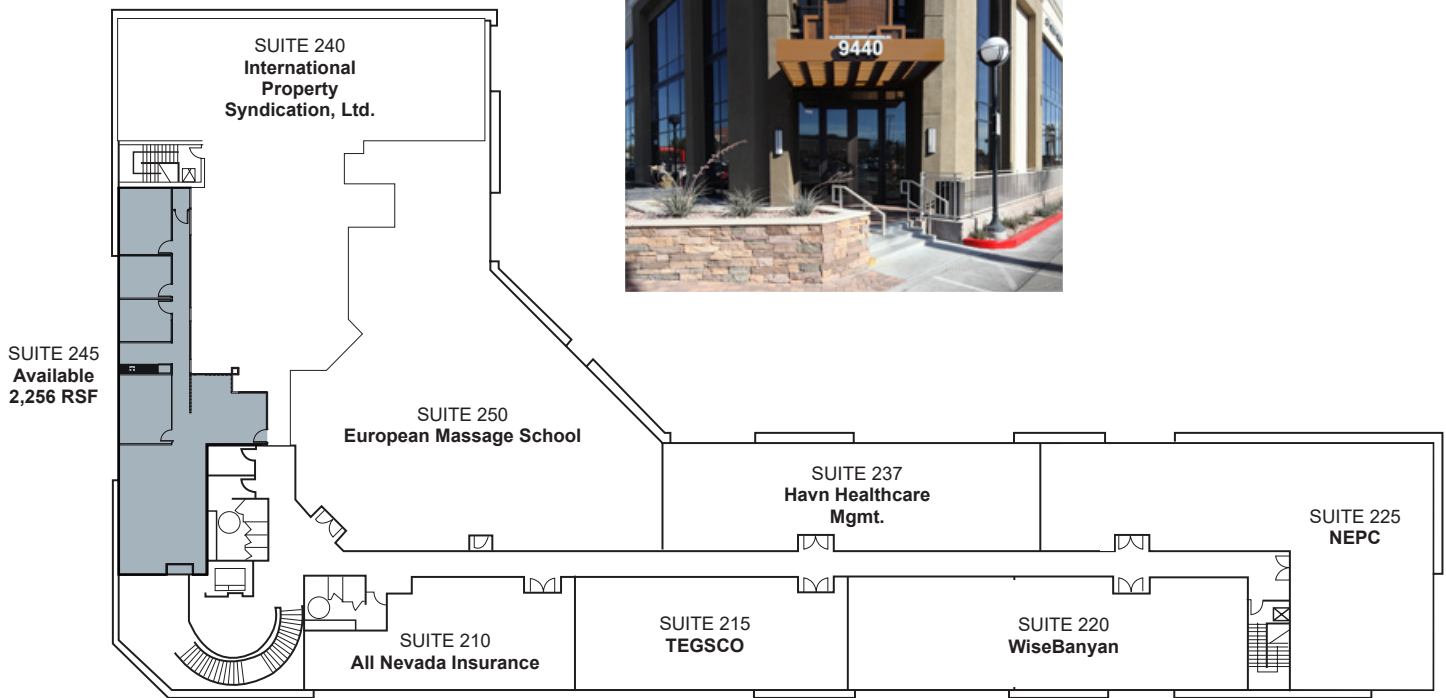 SUITE 240
International
Property
Syndication, Ltd.
9440
SUITE 245
Available
2,256 RSF
SUITE 250
European Massage School
SUITE 237
Havn Healthcare
Mgmt.
SUITE 225
NEPC
SUITE 210
All Nevada Insurance
SUITE 215
TEGSCO
SUITE 220
WiseBanyan